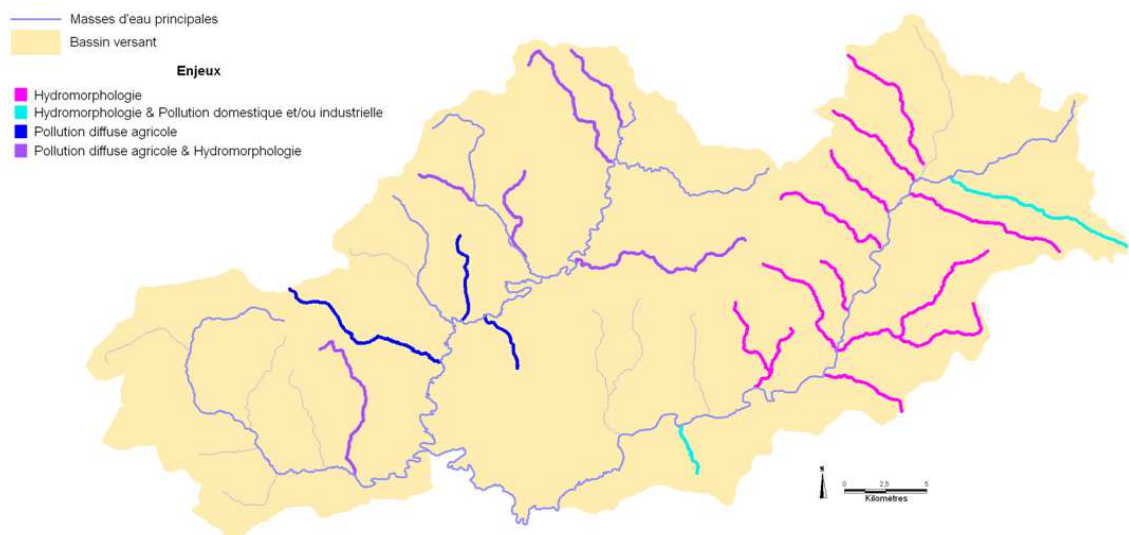 Masses d'eau principales
Bassin versant
Enjeux
Hydromorphologie
Hydromorphologie & Pollution domestique et/ou industrielle
Pollution diffuse agricole
Pollution diffuse agricole & Hydromorphologie
N
0 2,5 5
Kilomètres